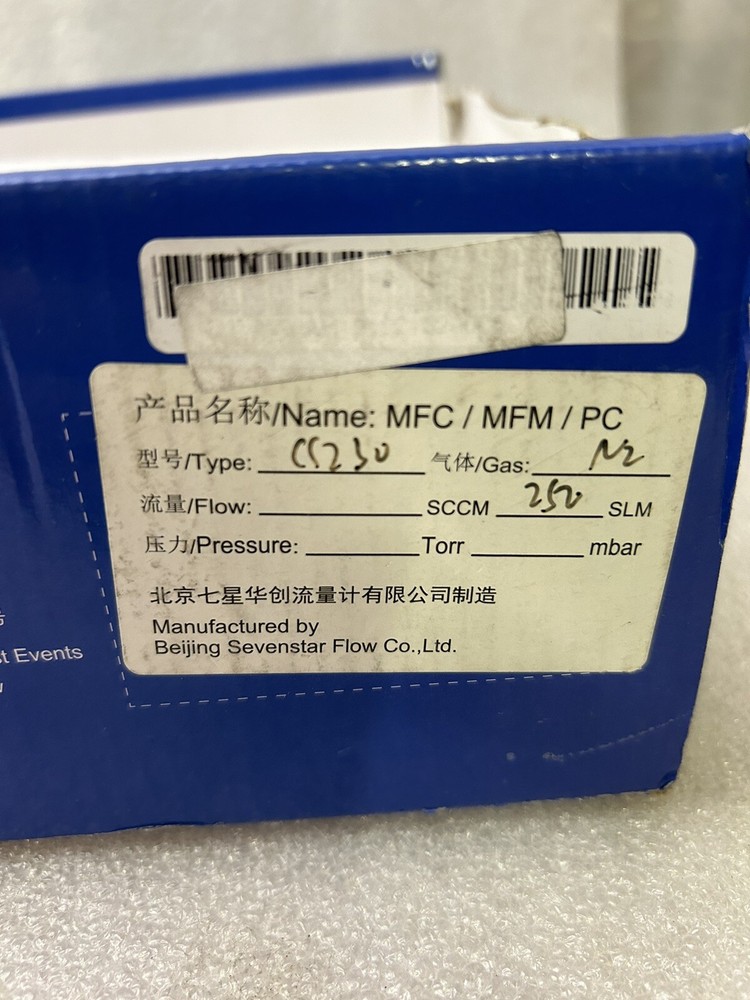 产品名称/Name: MFC / MFM / PC
型号/Type: CS230 气体/Gas: N2
流量/Flow: SCCM 250 SLM
压力/Pressure: Torr mbar
北京七星华创流量计有限公司制造
Manufactured by
Beijing Sevenstar Flow Co.,Ltd.
t Events